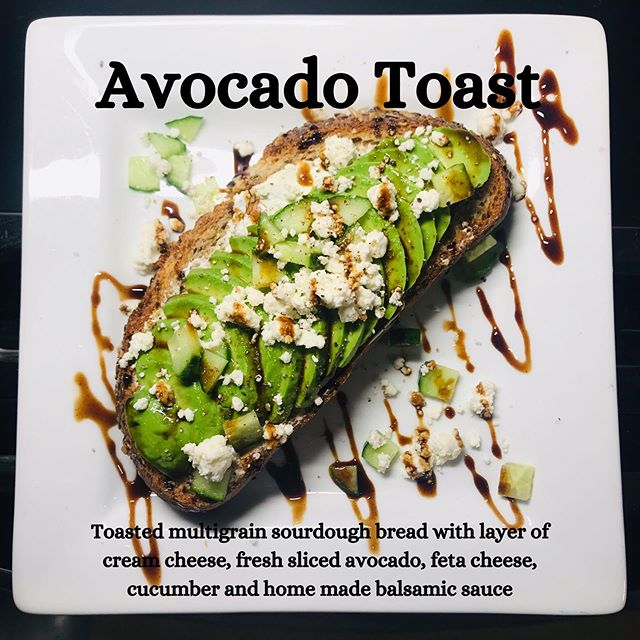 Avocado Toast
Toasted multigrain sourdough bread with layer of
cream cheese, fresh sliced avocado, feta cheese,
cucumber and home made balsamic sauce